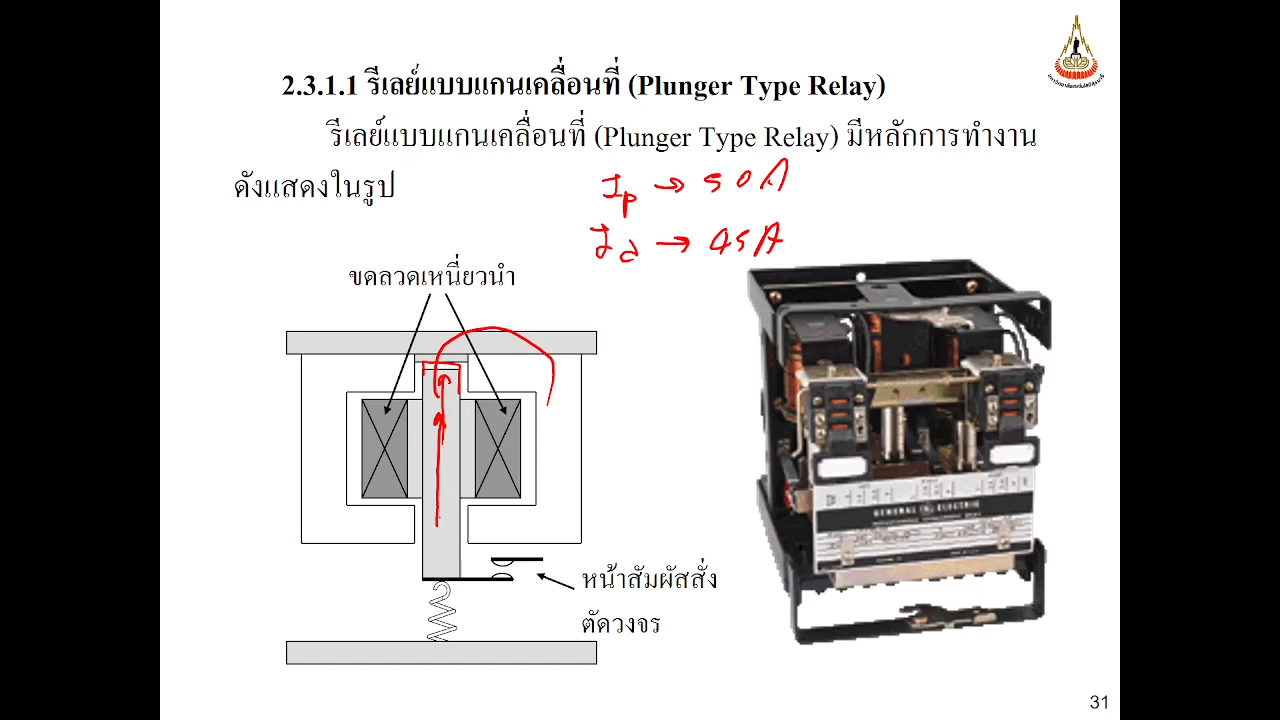 2.3.1.1 รีเลย์แบบแกนเคลื่อนที่ (Plunger Type Relay)
รีเลย์แบบแกนเคลื่อนที่ (Plunger Type Relay) มีหลักการทำงาน
ดังแสดงในรูป
Ip → 50A
Id → 45A
ขดลวดเหนี่ยวนำ
GENERAL ELECTRIC
หน้าสัมผัสสั่ง
ตัดวงจร
31